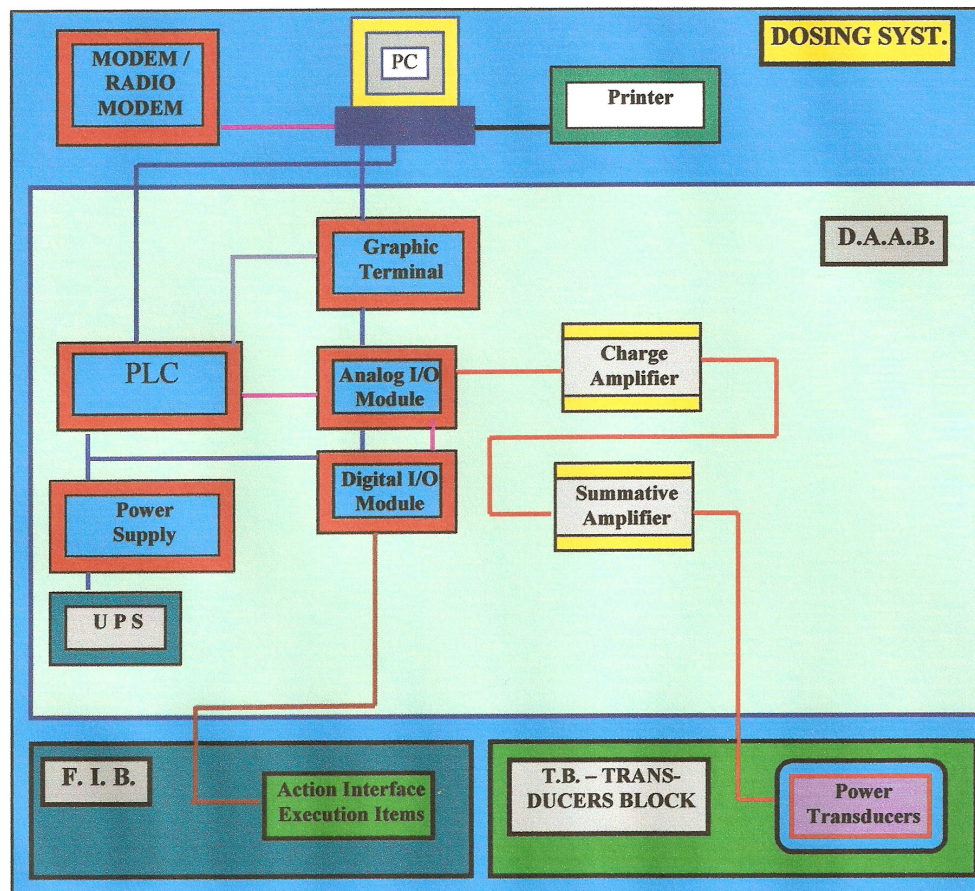 DOSING SYST.
MODEM /
RADIO
MODEM
PC
Printer
D.A.A.B.
Graphic
Terminal
PLC
Analog I/O
Module
Charge
Amplifier
Digital I/O
Module
Summative
Amplifier
Power
Supply
U P S
F. I. B.
Action Interface
Execution Items
T.B. – TRANS-
DUCERS BLOCK
Power
Transducers